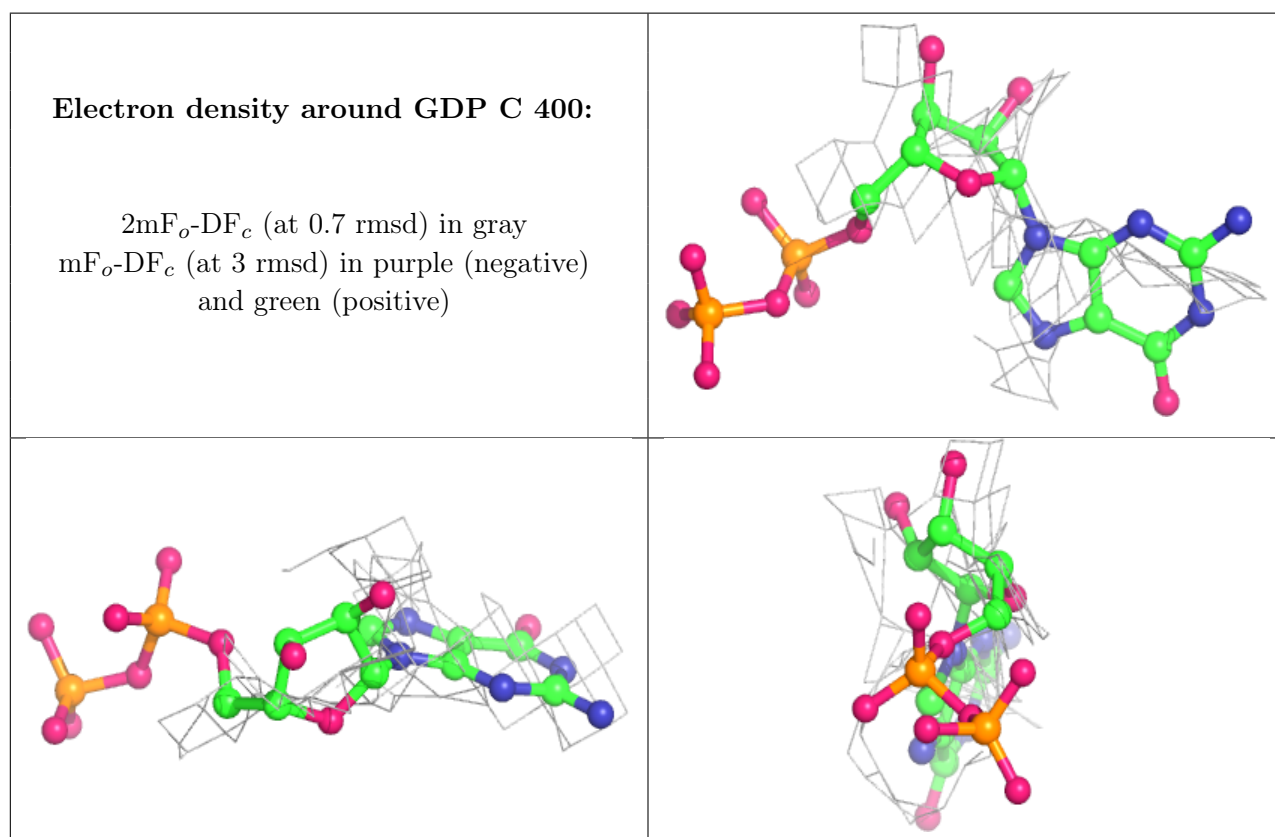 Electron density around GDP C 400:
2mFo-DFc (at 0.7 rmsd) in gray
mFo-DFc (at 3 rmsd) in purple (negative)
and green (positive)